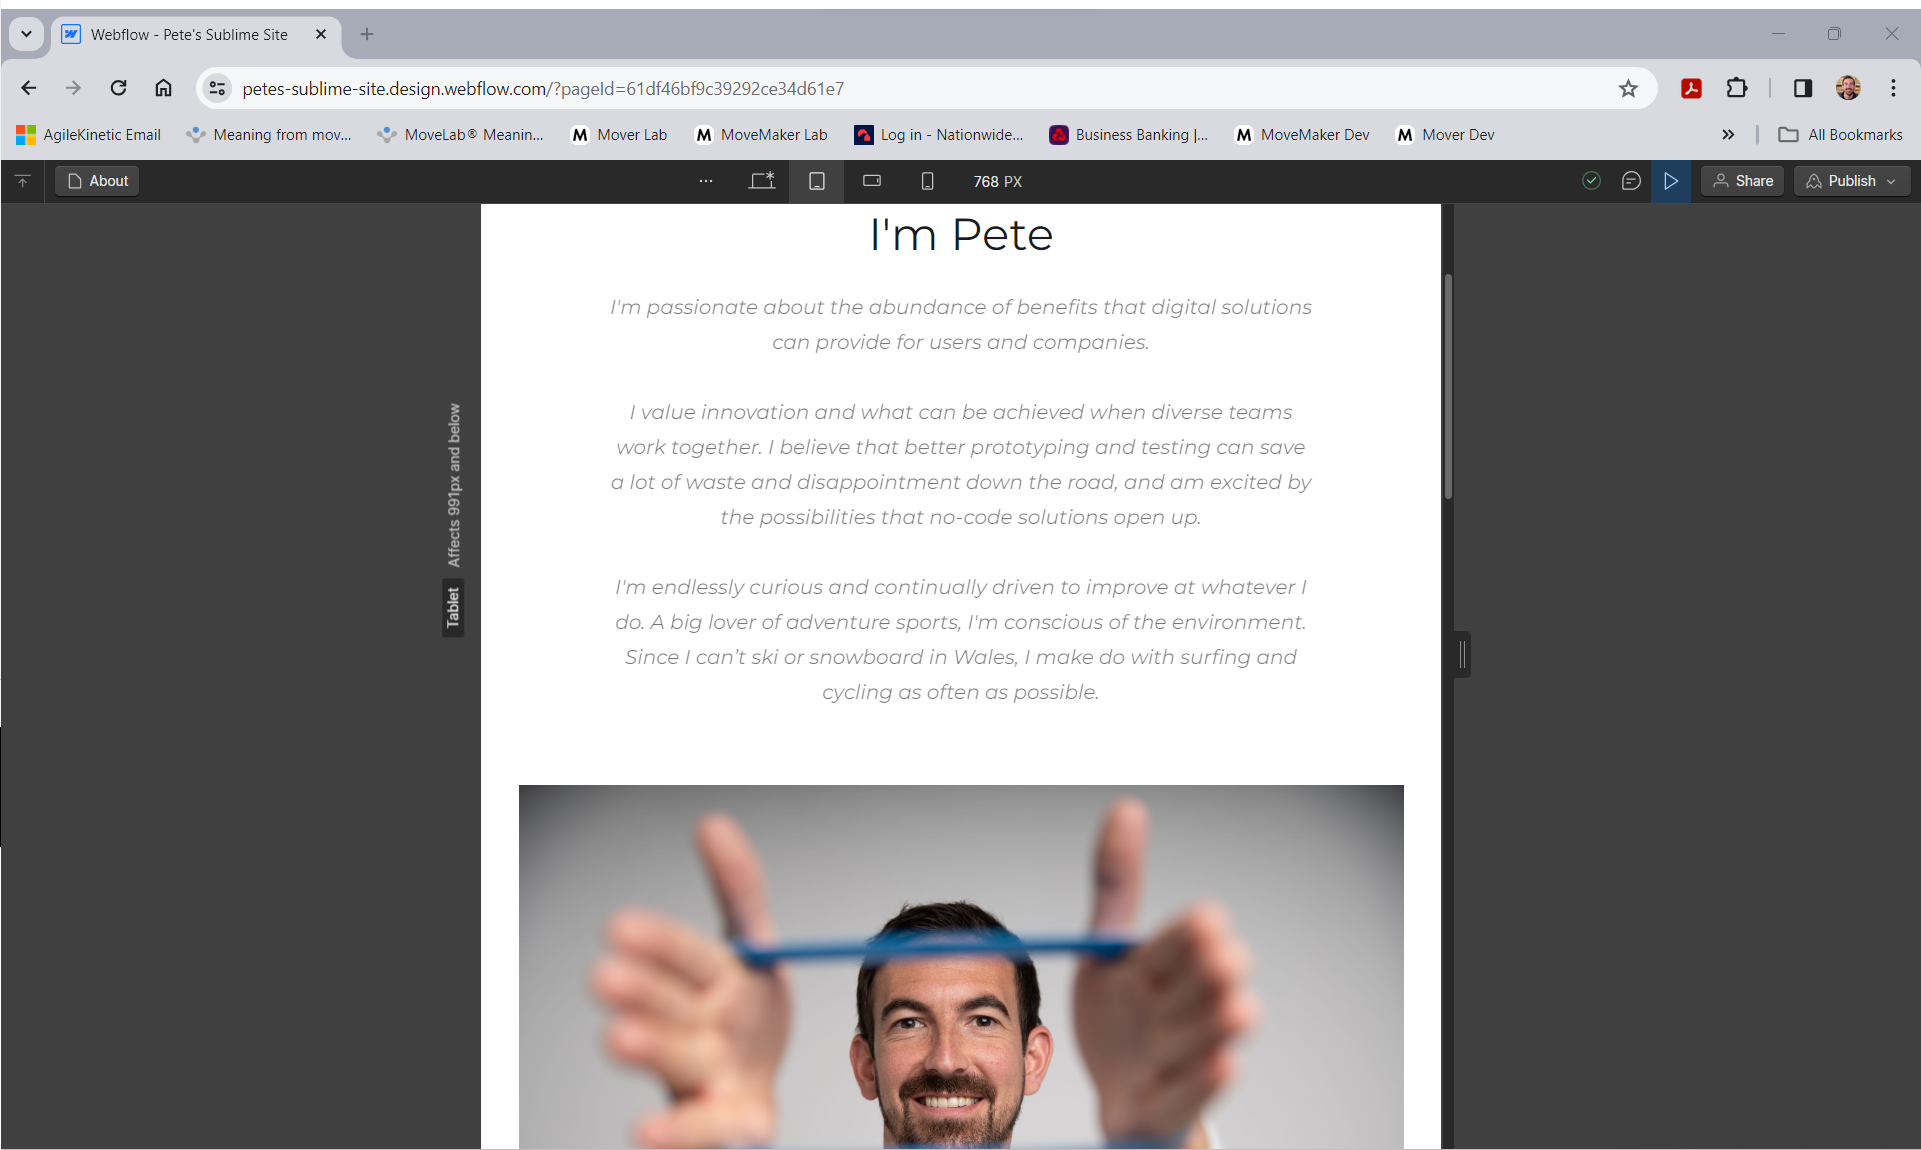 Webflow - Pete's Sublime Site
petes-sublime-site.design.webflow.com/?pageId=61df46bf9c39292ce34d61e7
AgileKinetic Email
Meaning from mov...
MoveLab® Meanin...
M Mover Lab
M MoveMaker Lab
Log in - Nationwide...
Business Banking |...
M MoveMaker Dev
M Mover Dev
All Bookmarks
About
768 PX
Share
Publish
I'm Pete
I'm passionate about the abundance of benefits that digital solutions
can provide for users and companies.
I value innovation and what can be achieved when diverse teams
work together. I believe that better prototyping and testing can save
a lot of waste and disappointment down the road, and am excited by
the possibilities that no-code solutions open up.
I'm endlessly curious and continually driven to improve at whatever I
do. A big lover of adventure sports, I'm conscious of the environment.
Since I can’t ski or snowboard in Wales, I make do with surfing and
cycling as often as possible.
Tablet Affects 991px and below